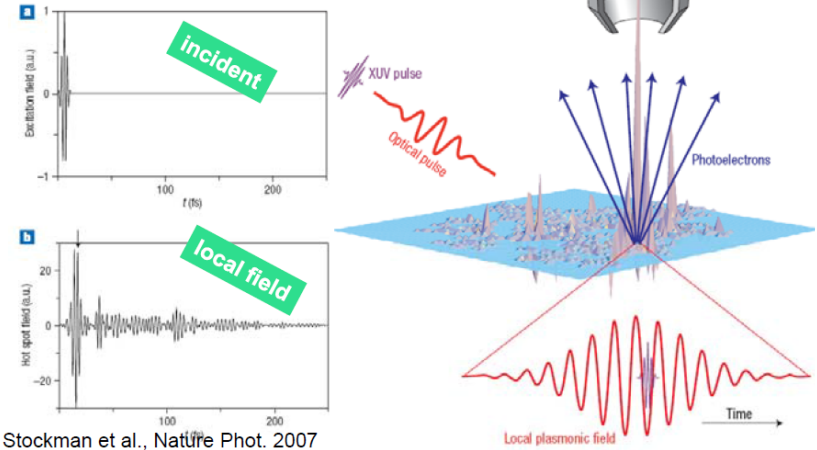 a
1
0
−1
Excitation field (a.u.)
incident
100
200
t (fs)
b
20
0
−20
Hot spot field (a.u.)
local field
100
200
Stockman et al., Nature Phot. 2007
XUV pulse
Optical pulse
Photoelectrons
Time
Local plasmonic field